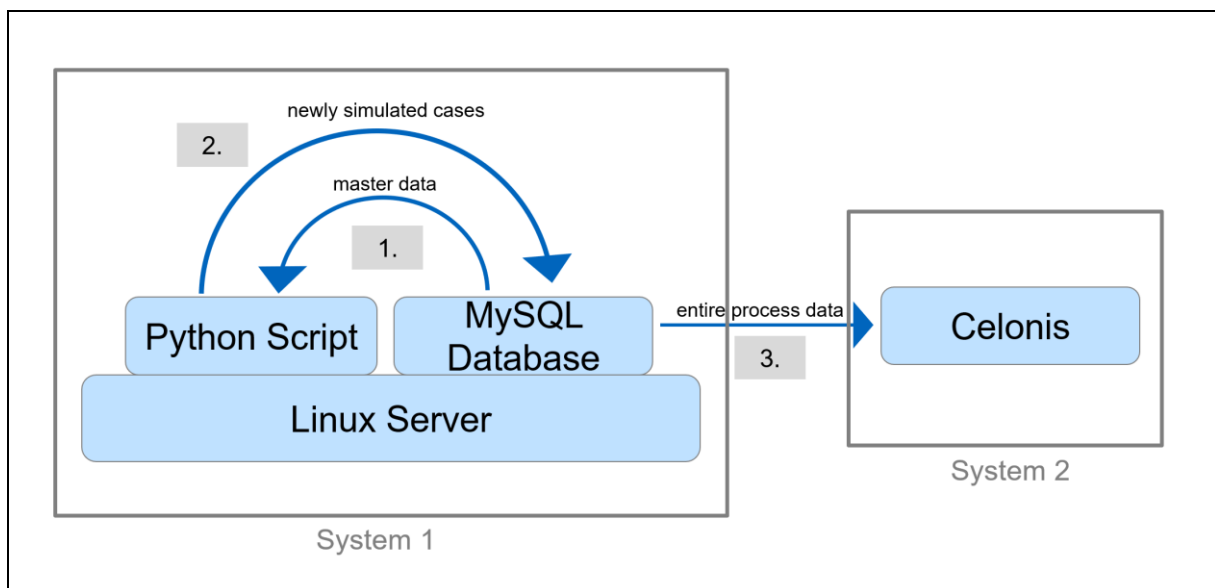 newly simulated cases
2.
master data
1.
Python Script
MySQL
Database
entire process data
3.
Celonis
Linux Server
System 2
System 1